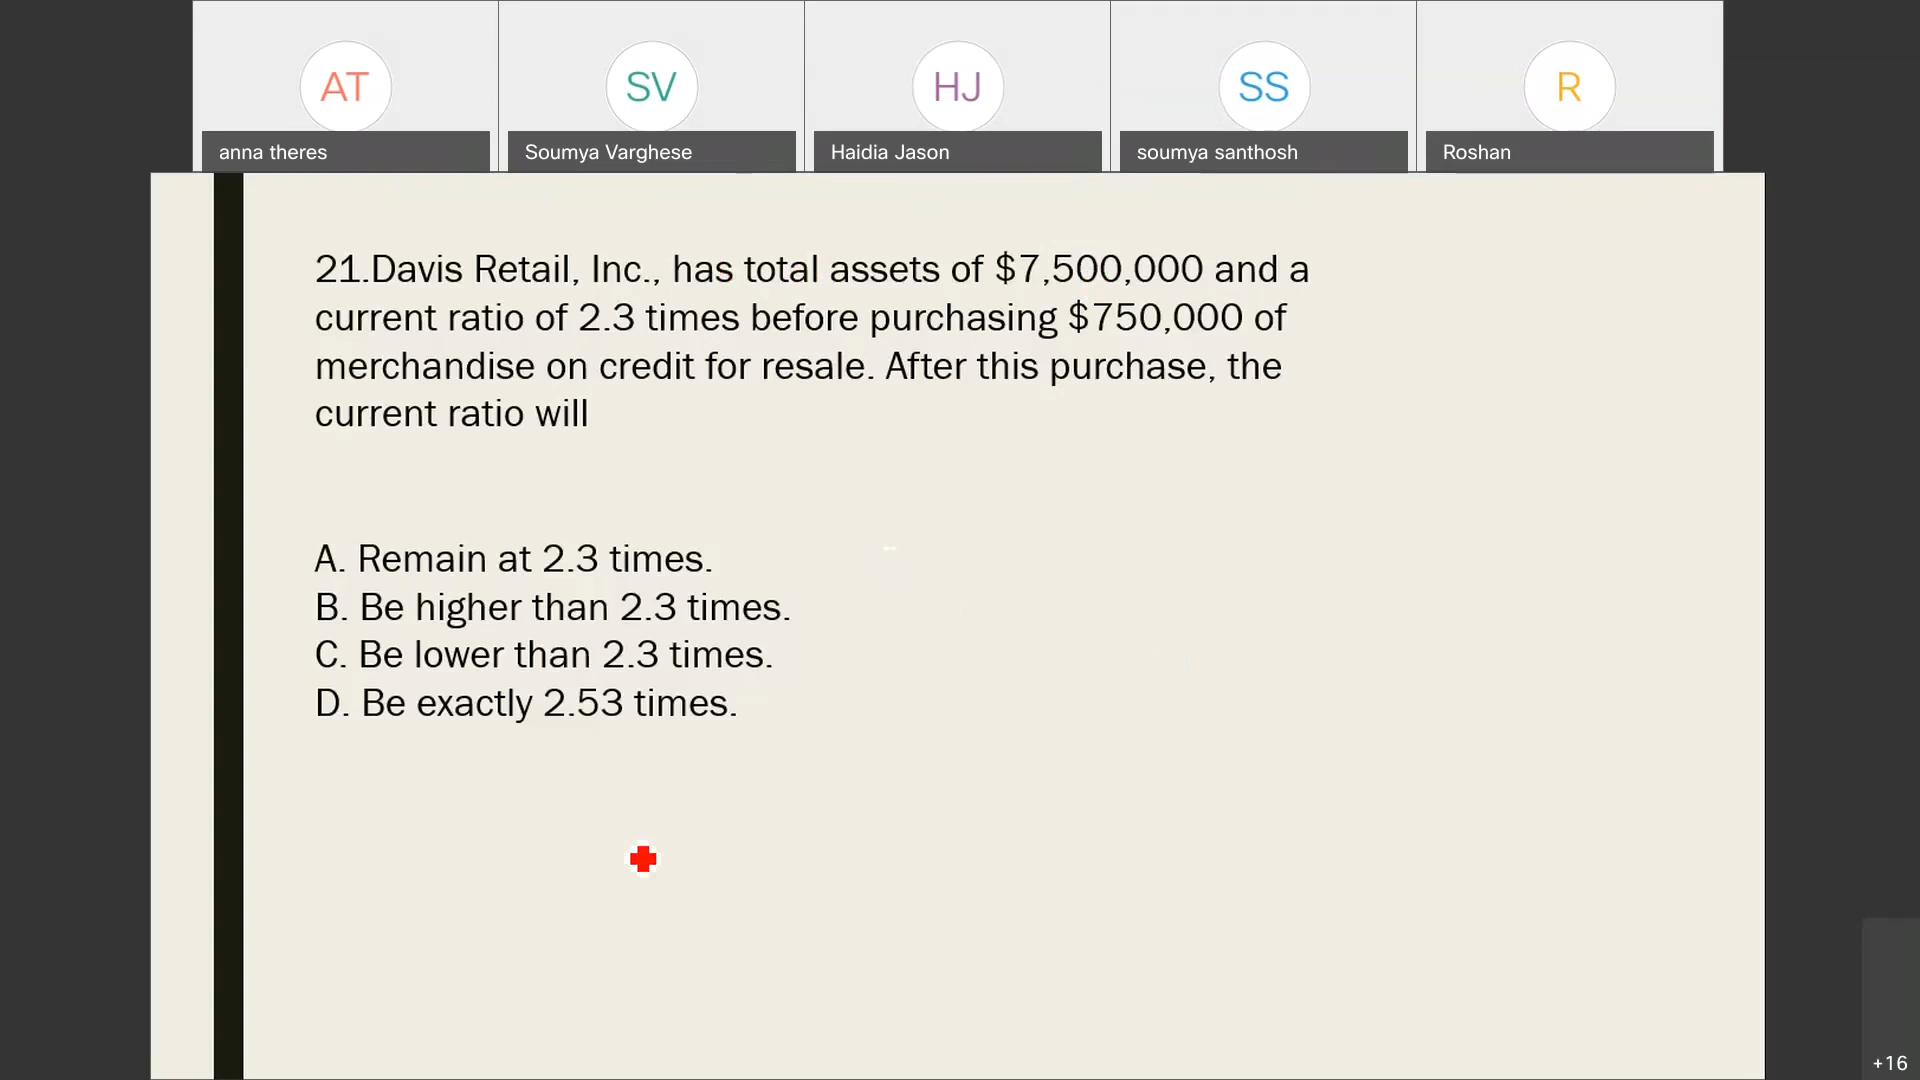 AT
SV
HJ
SS
R
anna theres
Soumya Varghese
Haidia Jason
soumya santhosh
Roshan
21.Davis Retail, Inc., has total assets of $7,500,000 and a
current ratio of 2.3 times before purchasing $750,000 of
merchandise on credit for resale. After this purchase, the
current ratio will
A. Remain at 2.3 times.
B. Be higher than 2.3 times.
C. Be lower than 2.3 times.
D. Be exactly 2.53 times.
+16